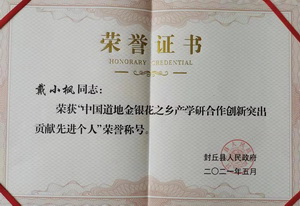 荣誉证书
HONORARY CREDENTIAL
戴小枫同志：
荣获“中国道地金银花之乡产学研合作创新突出
贡献先进个人”荣誉称号。
封丘县人民政府
二〇二一年五月